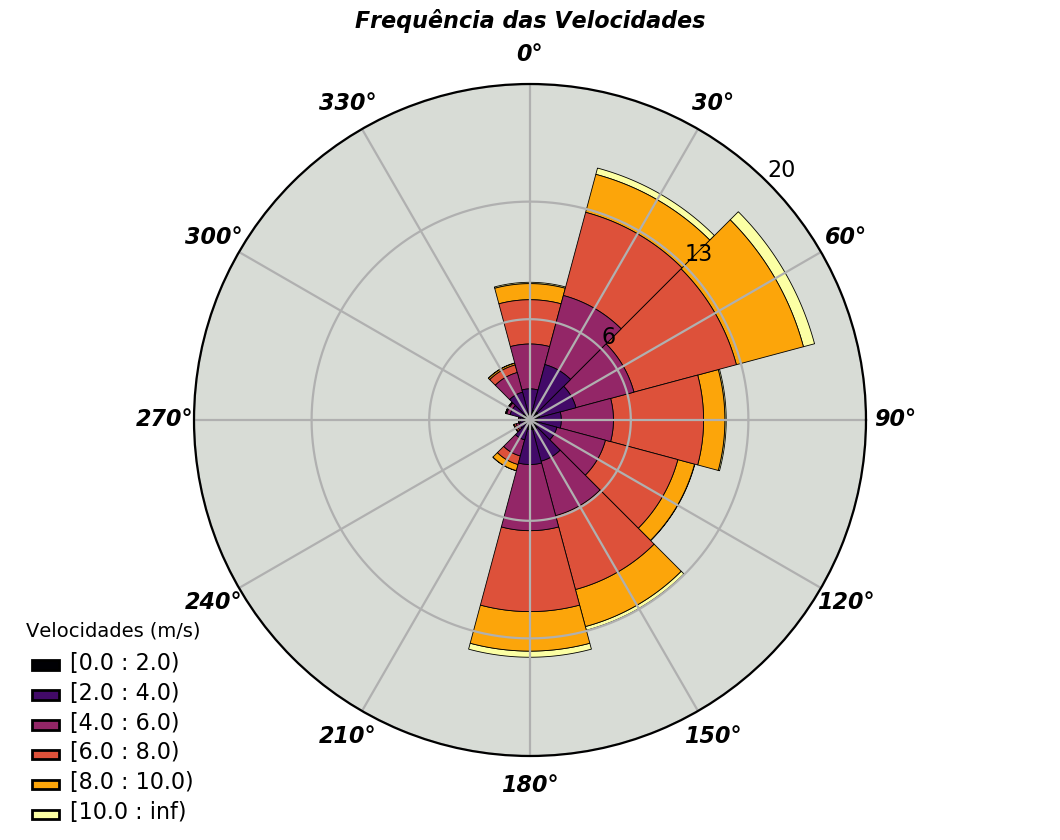 Frequência das Velocidades
0°
330°
30°
20
300°
60°
13
6
270°
90°
240°
120°
Velocidades (m/s)
[0.0 : 2.0)
[2.0 : 4.0)
[4.0 : 6.0)
[6.0 : 8.0)
[8.0 : 10.0)
[10.0 : inf)
210°
150°
180°